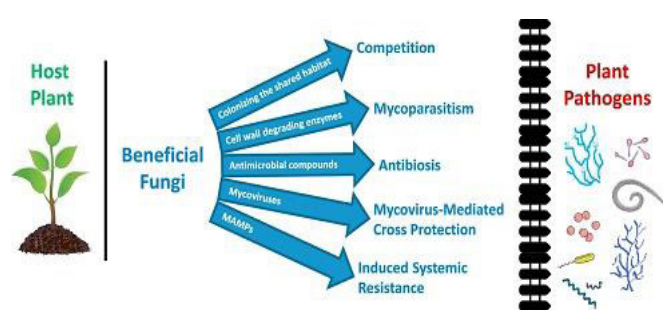 Host
Plant
Beneficial
Fungi
Colonizing the shared habitat
Competition
Cell wall degrading enzymes
Mycoparasitism
Antimicrobial compounds
Antibiosis
Mycoviruses
Mycovirus-Mediated
Cross Protection
MAMPs
Induced Systemic
Resistance
Plant
Pathogens